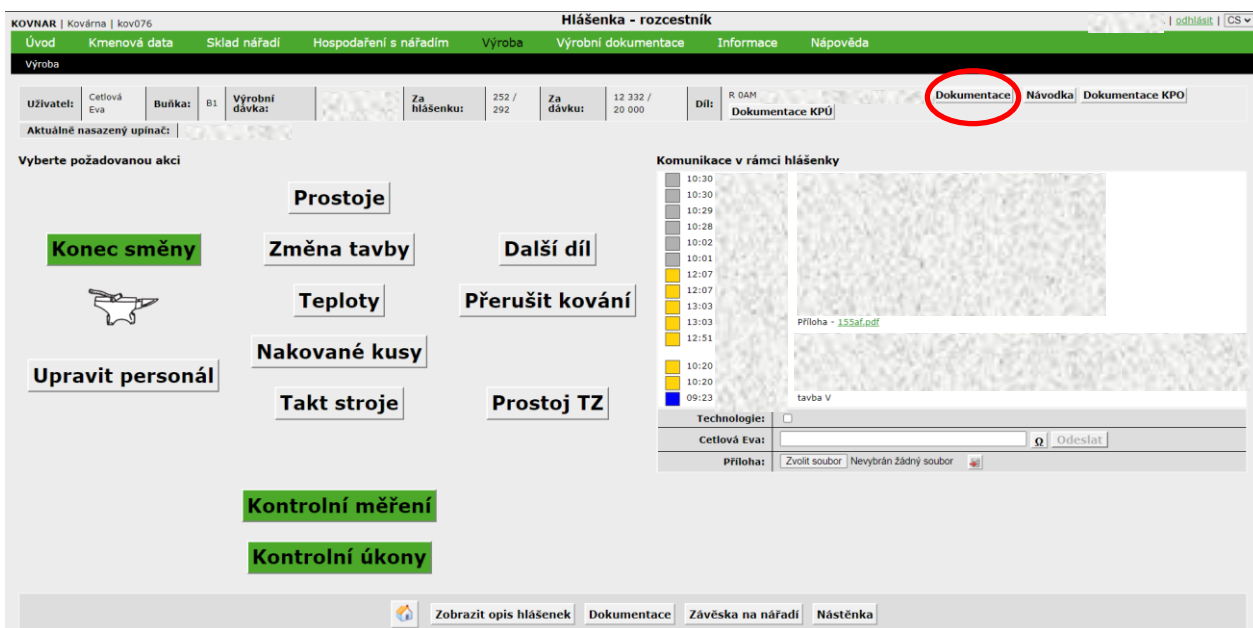 KOVNAR | Kovárna | kov076
Hlášenka - rozcestník
| odhlásit | CS
Úvod Kmenová data Sklad nářadí Hospodaření s nářadím Výroba Výrobní dokumentace Informace Nápověda
Výroba
Uživatel: Cetlová Eva Buňka: B1 Výrobní dávka: Za hlášenku: 252 / 292 Za dávku: 12 332 / 20 000 Díl: R 0AM Dokumentace Návodka Dokumentace KPO
Dokumentace KPÚ
Aktuálně nasazený upínač:
Vyberte požadovanou akci
Prostoje
Konec směny Změna tavby Další díl
Teploty Přerušit kování
Nakované kusy
Upravit personál
Takt stroje Prostoj TZ
Kontrolní měření
Kontrolní úkony
Komunikace v rámci hlášenky
10:30
10:30
10:29
10:28
10:02
10:01
12:07
12:07
13:03
13:03 Příloha - 155af.pdf
12:51
10:20
10:20
09:23 tavba V
Technologie:
Cetlová Eva: Ω Odeslat
Příloha: Zvolit soubor Nevybrán žádný soubor
Zobrazit opis hlášenek Dokumentace Závěska na nářadí Nástěnka